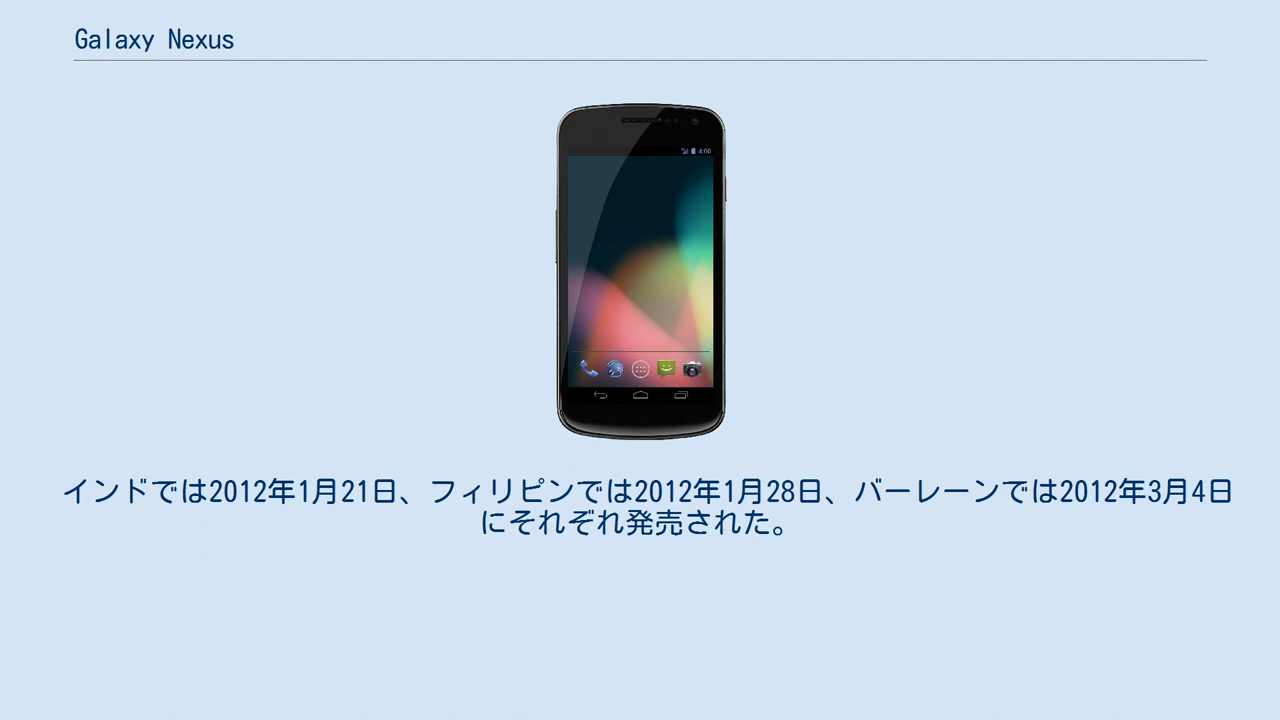 Galaxy Nexus
4:00
インドでは2012年1月21日、フィリピンでは2012年1月28日、バーレーンでは2012年3月4日
にそれぞれ発売された。